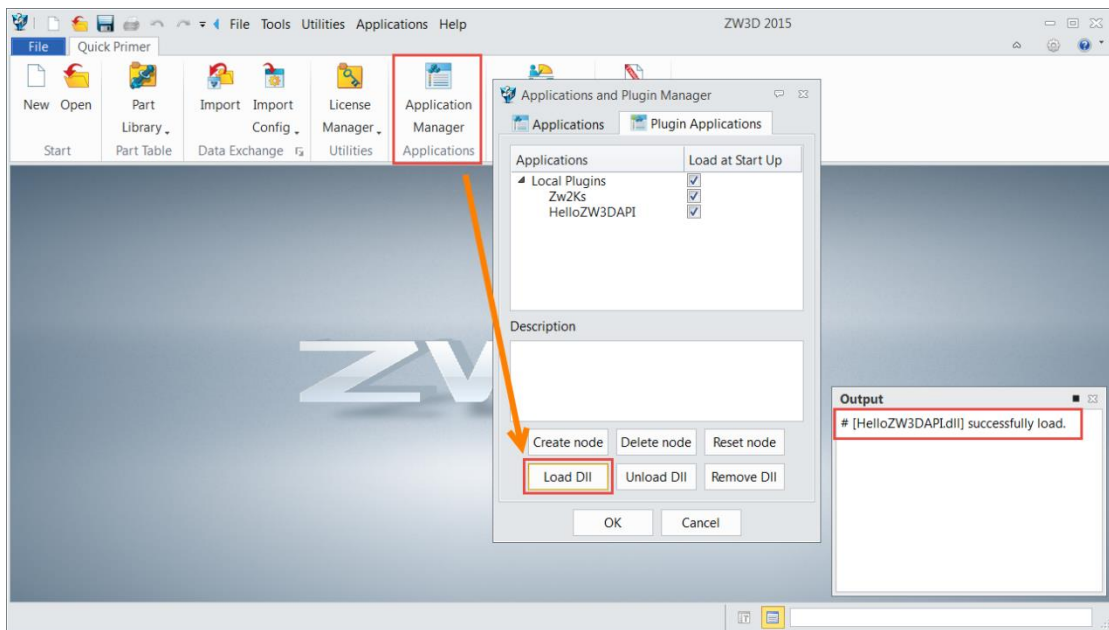 File Tools Utilities Applications Help
ZW3D 2015
File Quick Primer
New Open Part Library Import Import Config License Manager Application Manager
Start Part Table Data Exchange Utilities Applications
Applications and Plugin Manager
Applications Plugin Applications
Applications Load at Start Up
Local Plugins
Zw2Ks
HelloZW3DAPI
Description
Create node Delete node Reset node
Load Dll Unload Dll Remove Dll
OK Cancel
ZW
Output
# [HelloZW3DAPI.dll] successfully load.